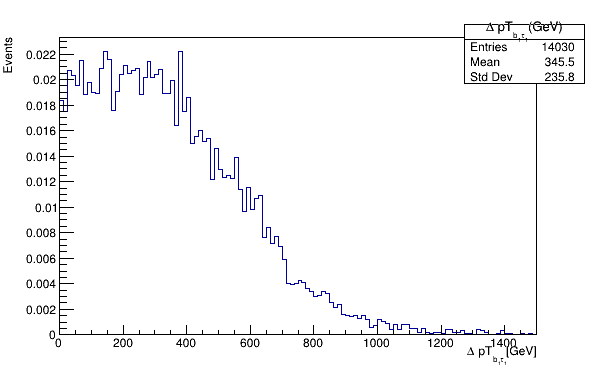 Δ pT_{b₁τ₁} (GeV)
Entries 14030
Mean 345.5
Std Dev 235.8
Events
0.022
0.02
0.018
0.016
0.014
0.012
0.01
0.008
0.006
0.004
0.002
0
0 200 400 600 800 1000 1200 1400
Δ pT_{b₁τ₁}[GeV]